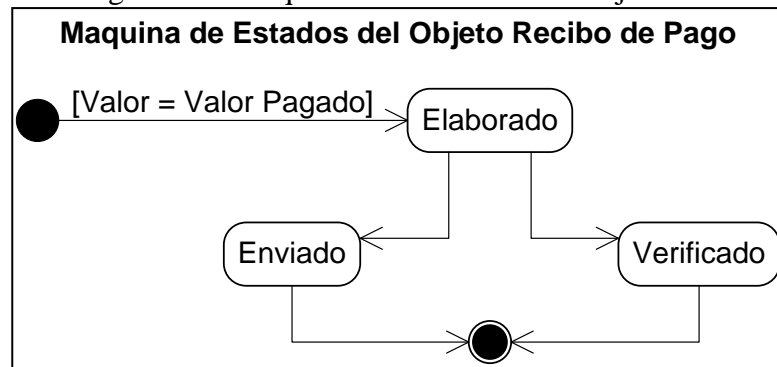 Maquina de Estados del Objeto Recibo de Pago
[Valor = Valor Pagado]
Elaborado
Enviado
Verificado